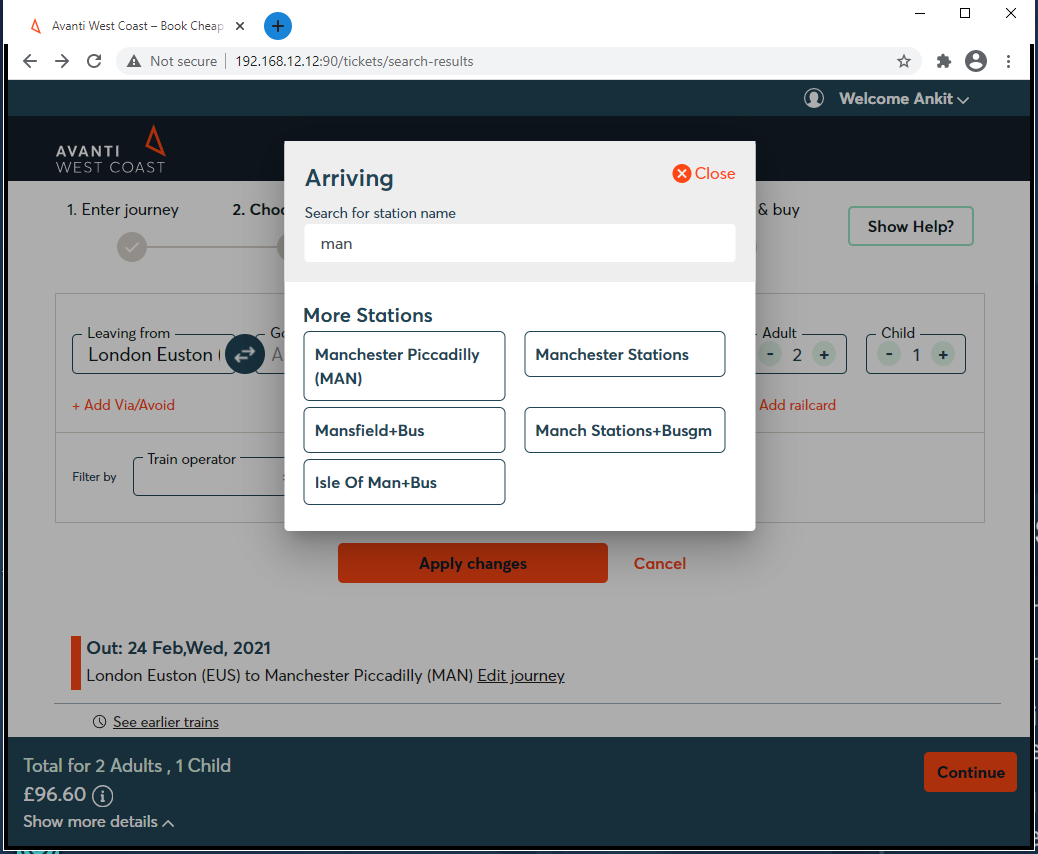 Avanti West Coast – Book Cheap
Not secure
192.168.12.12:90/tickets/search-results
Welcome Ankit
AVANTI
WEST COAST
1. Enter journey
2. Choo
& buy
Show Help?
Arriving
Close
Search for station name
man
More Stations
Manchester Piccadilly
(MAN)
Manchester Stations
Mansfield+Bus
Manch Stations+Busgm
Isle Of Man+Bus
Leaving from
London Euston (
Go
A
Adult
- 2 +
Child
- 1 +
+ Add Via/Avoid
Add railcard
Filter by
Train operator
Apply changes
Cancel
Out: 24 Feb,Wed, 2021
London Euston (EUS) to Manchester Piccadilly (MAN) Edit journey
See earlier trains
Total for 2 Adults , 1 Child
£96.60
Show more details
Continue